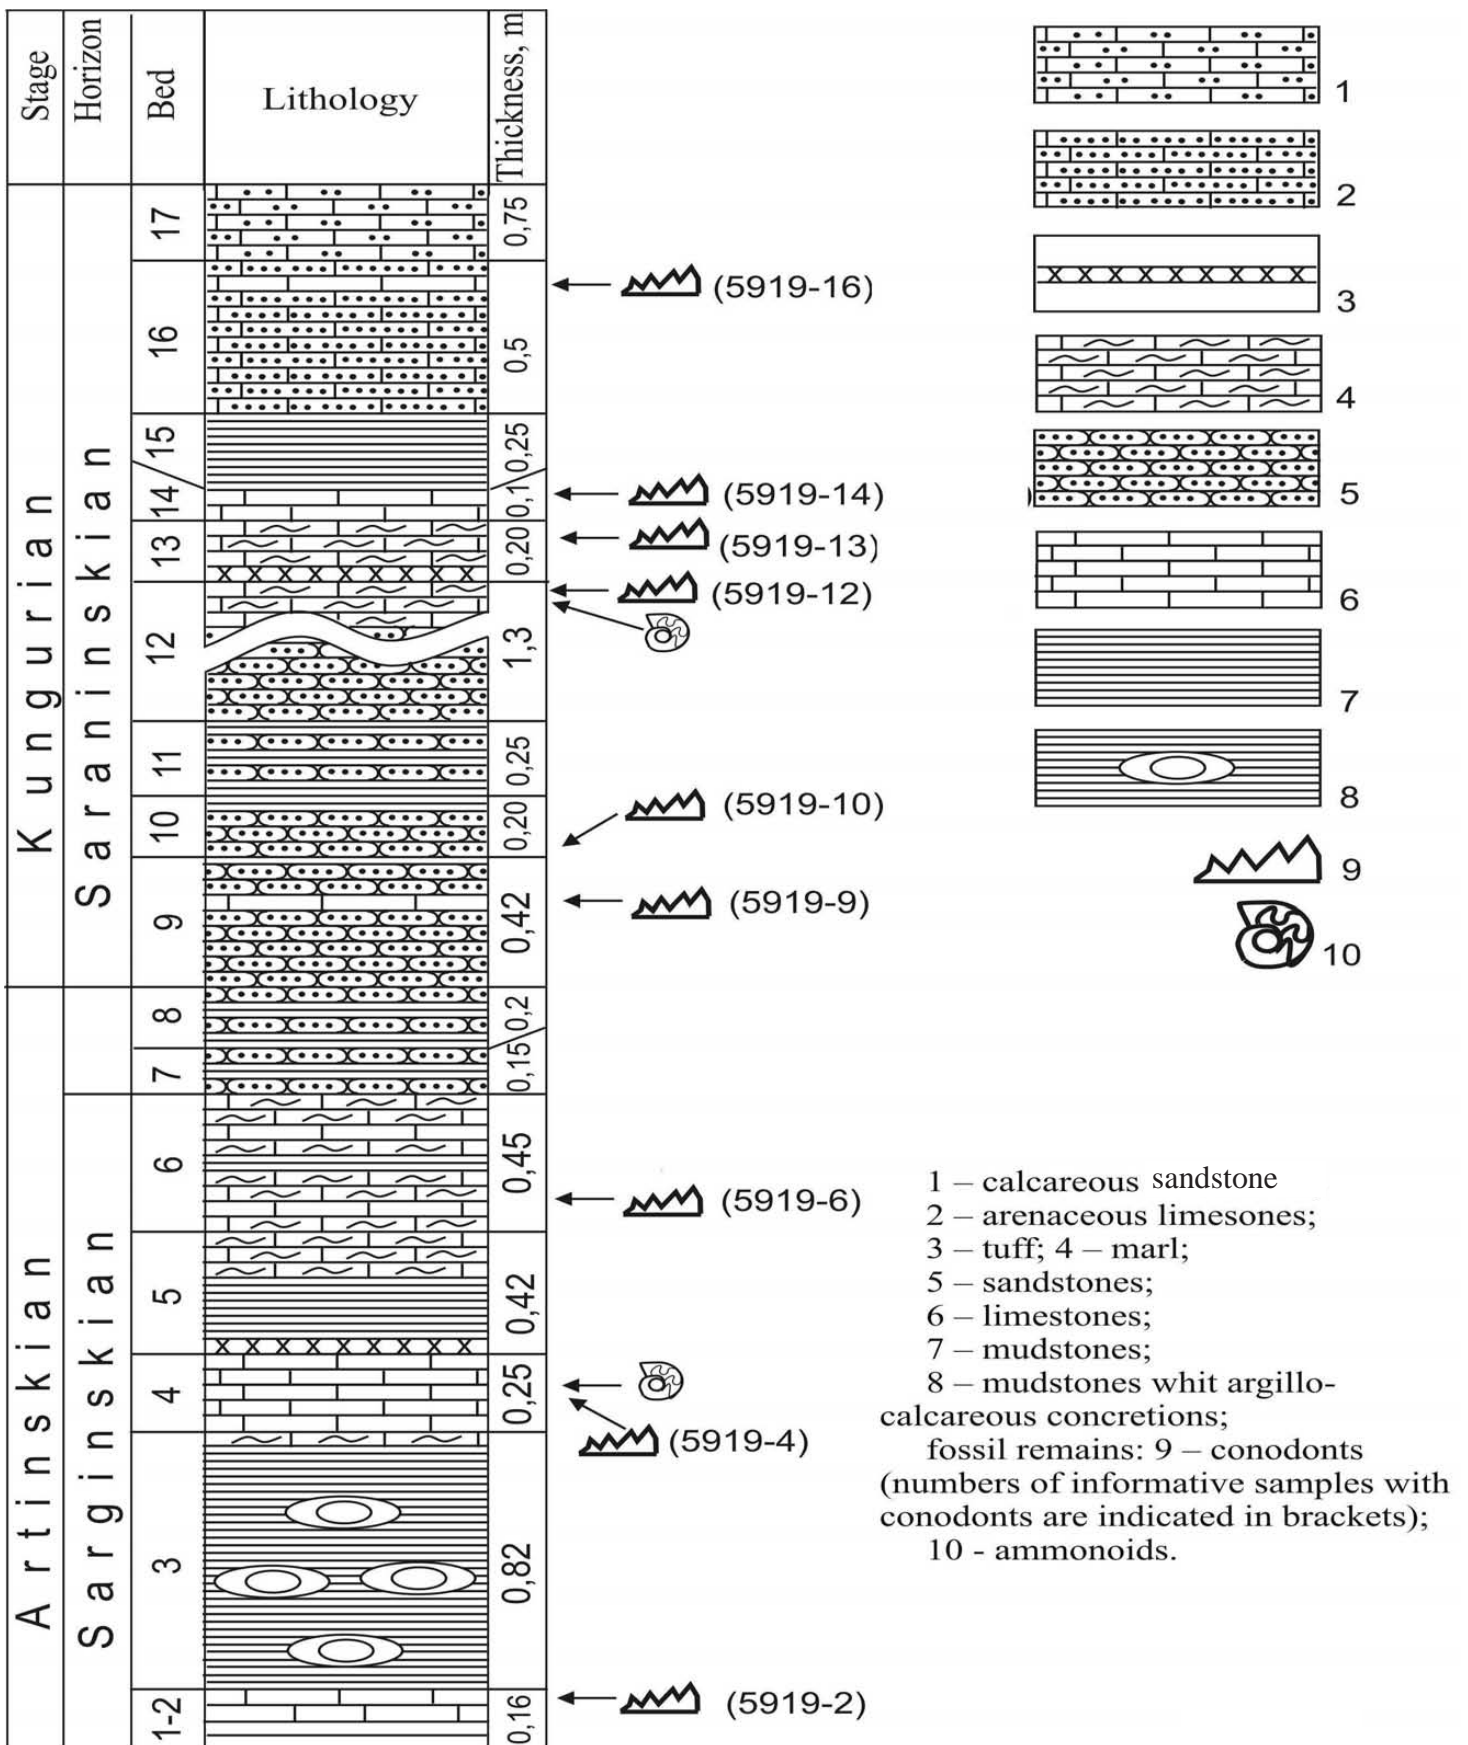 Stage
Horizon
Bed
Lithology
Thickness, m
Kungurian
Artinskian
Saraninskian
Sarginskian
17
0,75
16
0,5
15
0,25
14
0,1
13
0,20
12
1,3
11
0,25
10
0,20
9
0,42
8
0,2
7
0,15
6
0,45
5
0,42
4
0,25
3
0,82
1-2
0,16
(5919-16)
(5919-14)
(5919-13)
(5919-12)
(5919-10)
(5919-9)
(5919-6)
(5919-4)
(5919-2)
1
2
3
4
5
6
7
8
9
10
1 – calcareous sandstone
2 – arenaceous limesones;
3 – tuff; 4 – marl;
5 – sandstones;
6 – limestones;
7 – mudstones;
8 – mudstones whit argillo-
calcareous concretions;
fossil remains: 9 – conodonts
(numbers of informative samples with
conodonts are indicated in brackets);
10 - ammonoids.